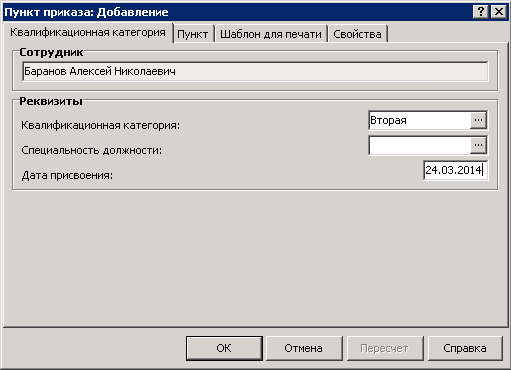 Пункт приказа: Добавление
Квалификационная категория Пункт Шаблон для печати Свойства
Сотрудник
Баранов Алексей Николаевич
Реквизиты
Квалификационная категория: Вторая ...
Специальность должности: ...
Дата присвоения: 24.03.2014
ОК Отмена Пересчет Справка